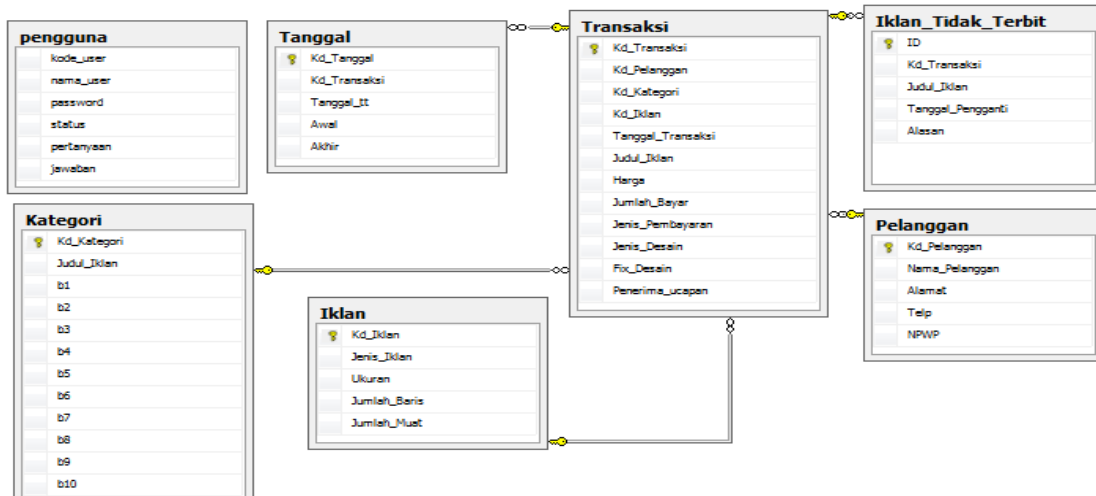 pengguna
kode_user
nama_user
password
status
pertanyaan
jawaban
Tanggal
Kd_Tanggal
Kd_Transaksi
Tanggal_tt
Awal
Akhir
Transaksi
Kd_Transaksi
Kd_Pelanggan
Kd_Kategori
Kd_Iklan
Tanggal_Transaksi
Judul_Iklan
Harga
Jumlah_Bayar
Jenis_Pembayaran
Jenis_Desain
Fix_Desain
Penerima_ucapan
Iklan_Tidak_Terbit
ID
Kd_Transaksi
Judul_Iklan
Tanggal_Pengganti
Alasan
Kategori
Kd_Kategori
Judul_Iklan
b1
b2
b3
b4
b5
b6
b7
b8
b9
b10
Iklan
Kd_Iklan
Jenis_Iklan
Ukuran
Jumlah_Baris
Jumlah_Muat
Pelanggan
Kd_Pelanggan
Nama_Pelanggan
Alamat
Telp
NPWP